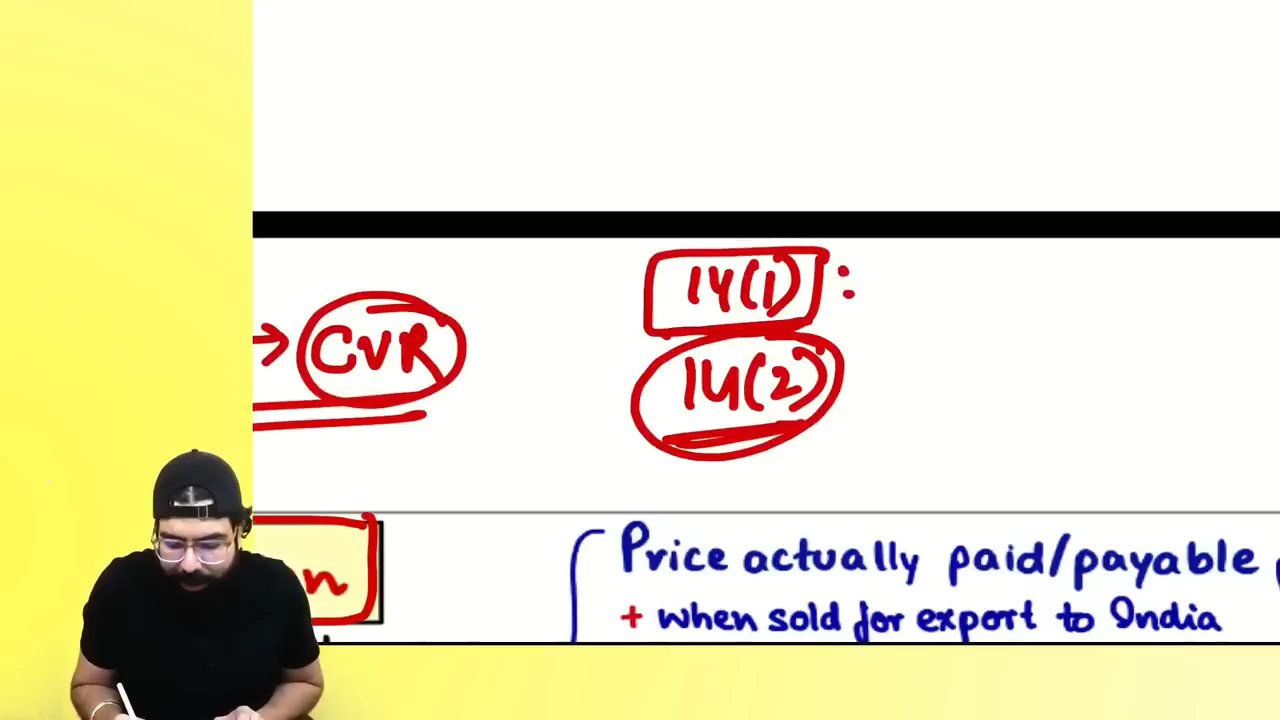 14(1) :
→ CVR
14(2)
n
Price actually paid/payable
+ when sold for export to India